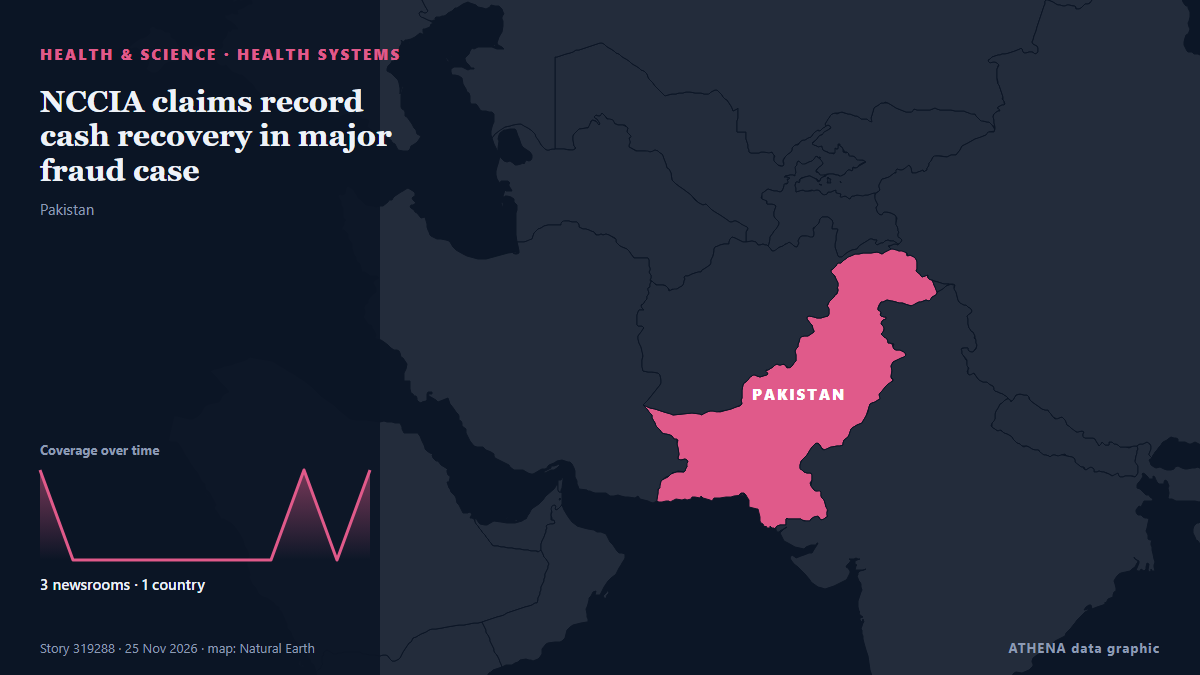 HEALTH & SCIENCE · HEALTH SYSTEMS
NCCIA claims record
cash recovery in major
fraud case
Pakistan
PAKISTAN
Coverage over time
3 newsrooms · 1 country
Story 319288 · 25 Nov 2026 · map: Natural Earth
ATHENA data graphic